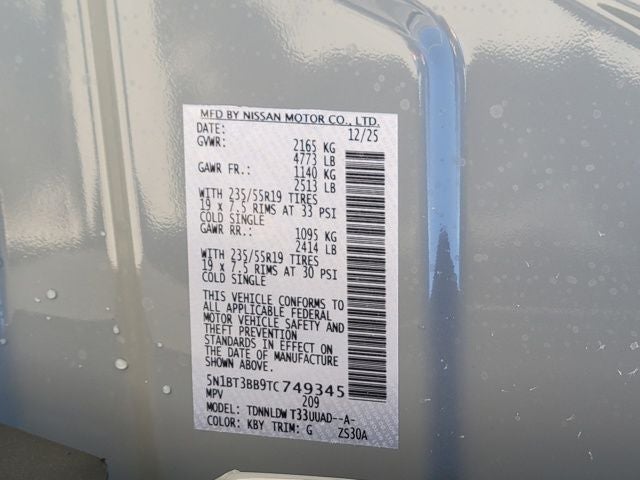 MFD BY NISSAN MOTOR CO., LTD.
DATE: 12/25
GVWR: 2165 KG
4773 LB
GAWR FR.: 1140 KG
2513 LB
WITH 235/55R19 TIRES
19 x 7.5 RIMS AT 33 PSI
COLD SINGLE
GAWR RR.: 1095 KG
2414 LB
WITH 235/55R19 TIRES
19 x 7.5 RIMS AT 30 PSI
COLD SINGLE
THIS VEHICLE CONFORMS TO
ALL APPLICABLE FEDERAL
MOTOR VEHICLE SAFETY AND
THEFT PREVENTION
STANDARDS IN EFFECT ON
THE DATE OF MANUFACTURE
SHOWN ABOVE.
5N1BT3BB9TC749345
MPV 209
MODEL: TDNNLDW T33UUAD--A-
COLOR: KBY TRIM: G ZS30A